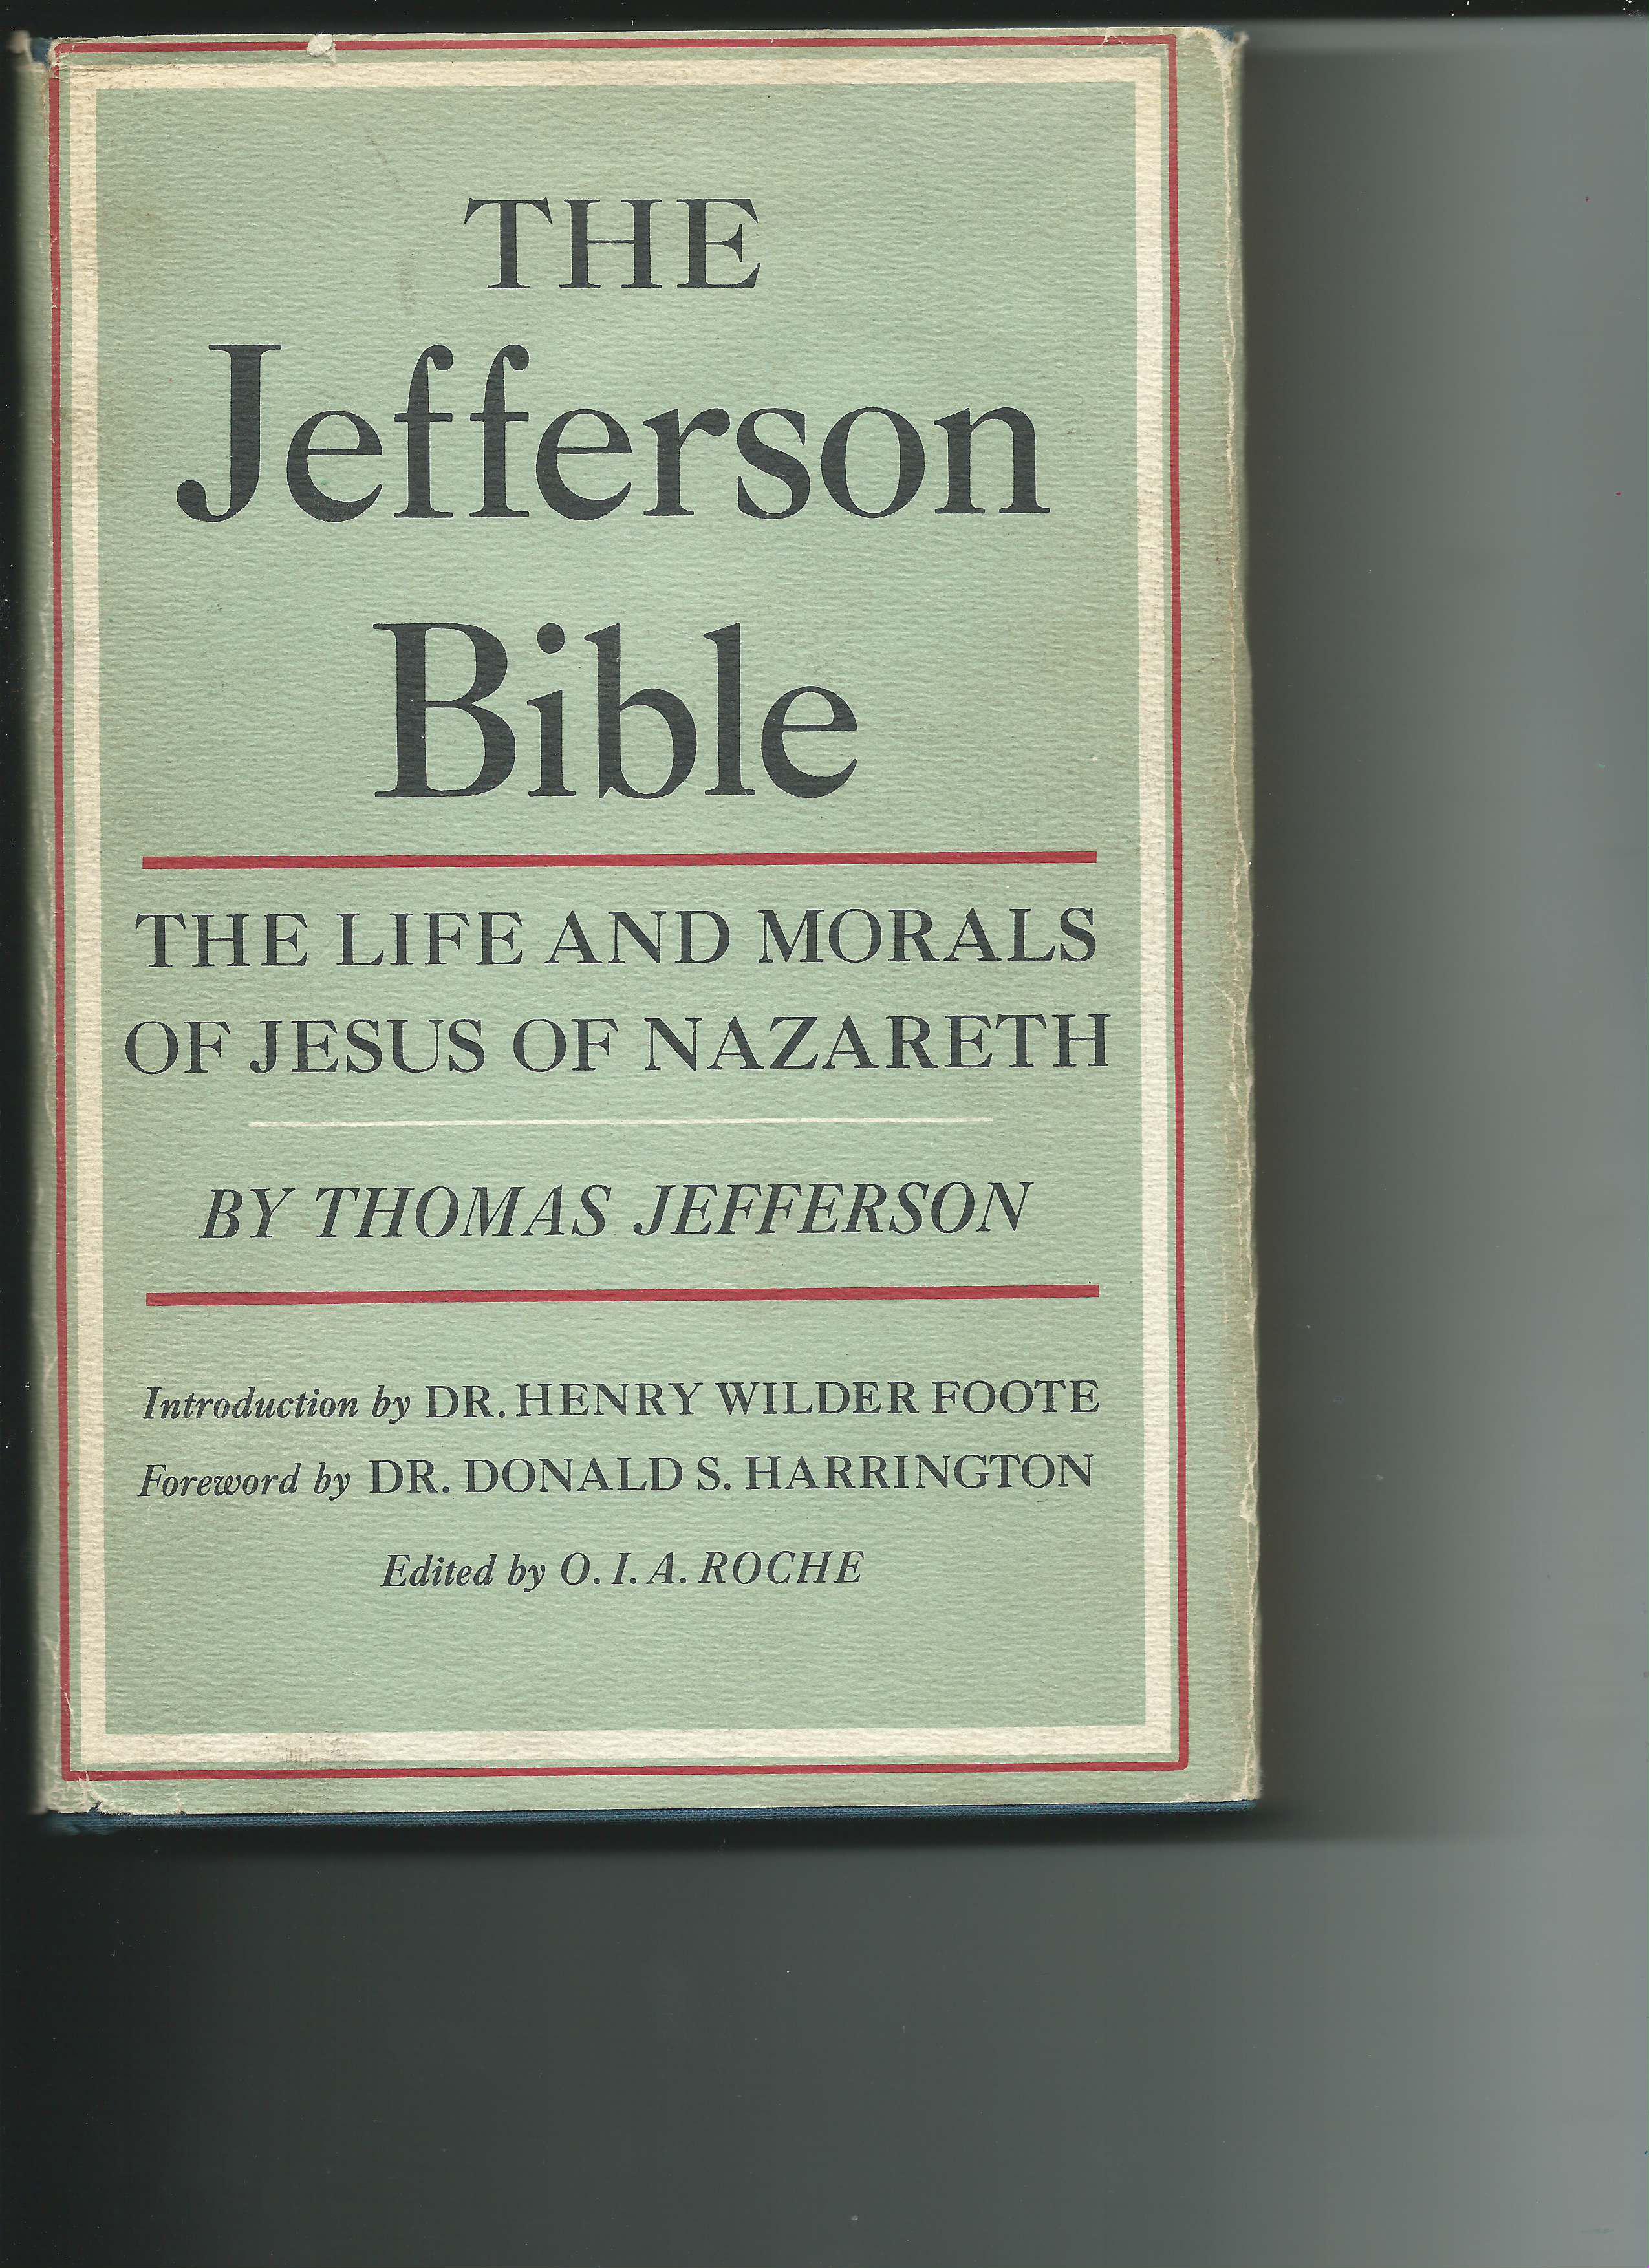 THE
Jefferson
Bible
THE LIFE AND MORALS
OF JESUS OF NAZARETH
BY THOMAS JEFFERSON
Introduction by DR. HENRY WILDER FOOTE
Foreword by DR. DONALD S. HARRINGTON
Edited by O. I. A. ROCHE